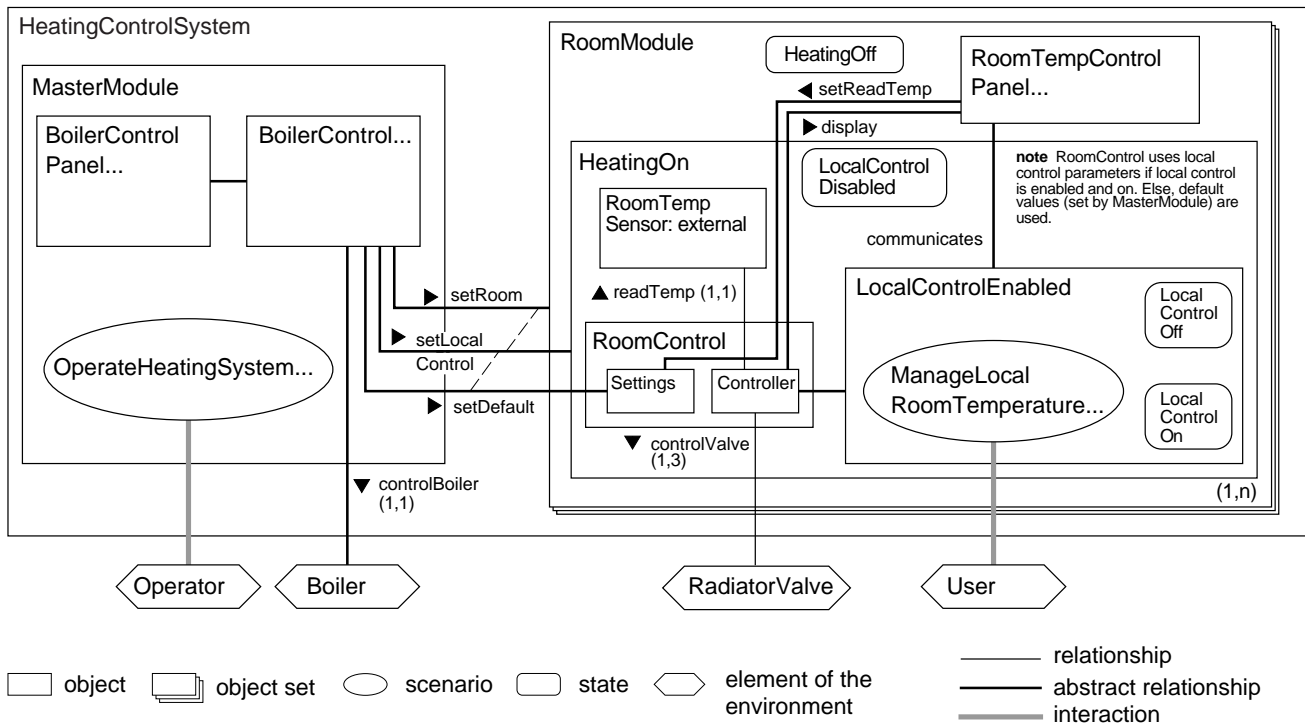 HeatingControlSystem
MasterModule
BoilerControl
Panel...
BoilerControl...
OperateHeatingSystem...
setRoom
setLocal
Control
setDefault
controlBoiler
(1,1)
RoomModule
HeatingOff
RoomTempControl
Panel...
setReadTemp
display
HeatingOn
LocalControl
Disabled
note RoomControl uses local
control parameters if local control
is enabled and on. Else, default
values (set by MasterModule) are
used.
RoomTemp
Sensor: external
communicates
readTemp (1,1)
RoomControl
Settings
Controller
controlValve
(1,3)
LocalControlEnabled
Local
Control
Off
ManageLocal
RoomTemperature...
Local
Control
On
(1,n)
Operator
Boiler
RadiatorValve
User
object
object set
scenario
state
element of the
environment
relationship
abstract relationship
interaction